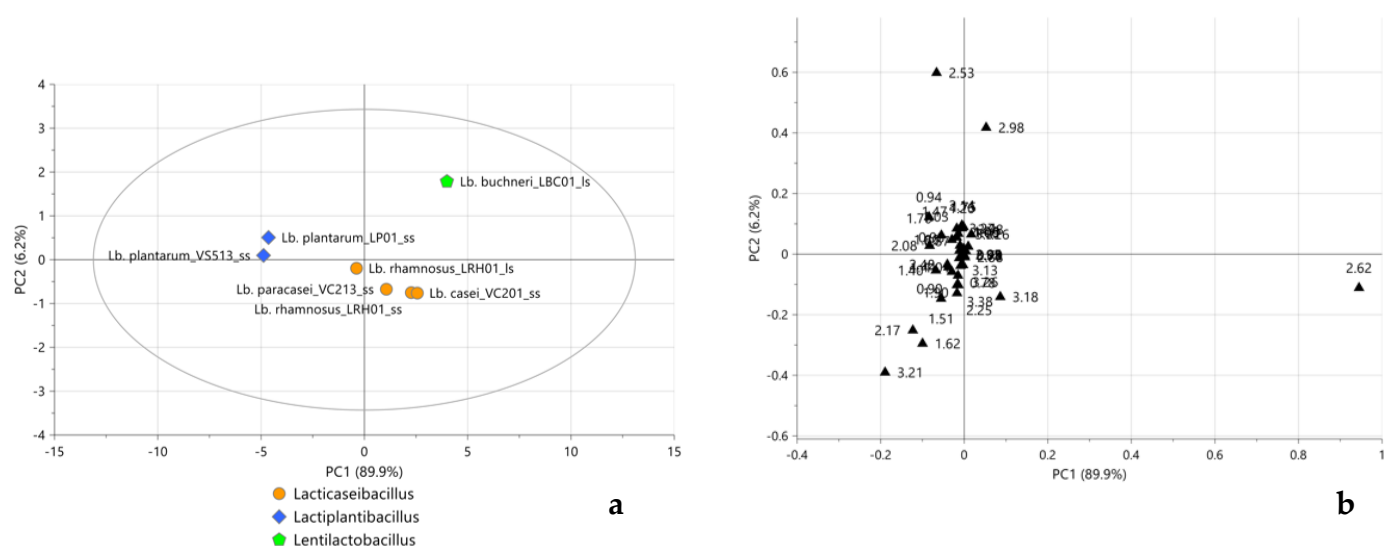 4
3
2
1
0
-1
-2
-3
-4
PC2 (6.2%)
Lb. buchneri_LBC01_ls
Lb. plantarum_LP01_ss
Lb. plantarum_VS513_ss
Lb. rhamnosus_LRH01_ls
Lb. paracasei_VC213_ss
Lb. casei_VC201_ss
Lb. rhamnosus_LRH01_ss
-15 -10 -5 0 5 10 15
PC1 (89.9%)
Lacticaseibacillus
Lactiplantibacillus
Lentilactobacillus
a
0.6
0.4
0.2
0
-0.2
-0.4
-0.6
PC2 (6.2%)
2.53
2.98
0.94
2.08
2.62
3.13
3.18
3.38
2.25
1.51
2.17
1.62
3.21
-0.4 -0.2 0 0.2 0.4 0.6 0.8 1
PC1 (89.9%)
b